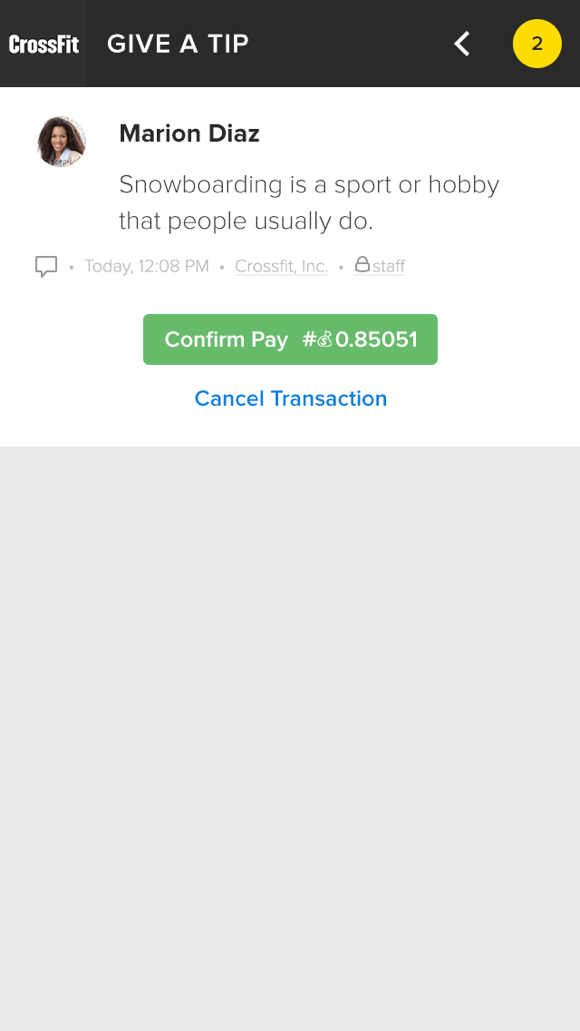 CrossFit GIVE A TIP 2
Marion Diaz
Snowboarding is a sport or hobby
that people usually do.
• Today, 12:08 PM • Crossfit, Inc. • staff
Confirm Pay #💰0.85051
Cancel Transaction